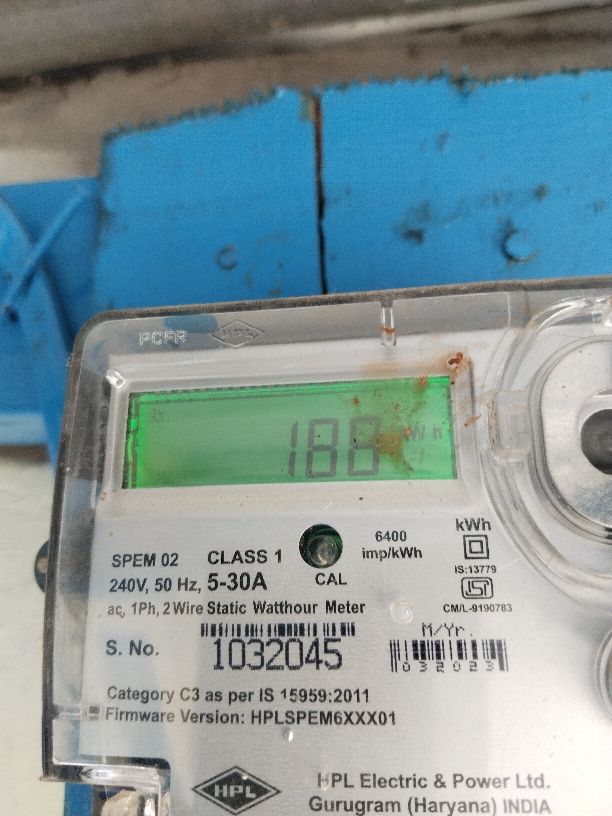 PCFR HPL
188 kWh
6400 imp/kWh
kWh
SPEM 02 CLASS 1
CAL
IS:13779
240V, 50 Hz, 5-30A
CM/L-9190783
ac, 1Ph, 2 Wire Static Watthour Meter
M/Yr.
S. No. 1032045
032023
Category C3 as per IS 15959:2011
Firmware Version: HPLSPEM6XXX01
HPL
HPL Electric & Power Ltd.
Gurugram (Haryana) INDIA